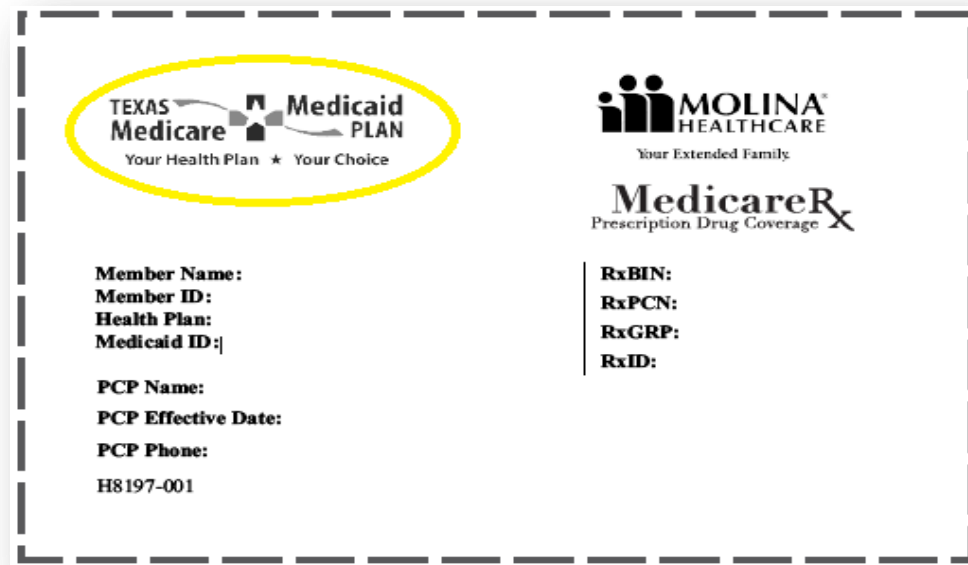 TEXAS Medicaid
Medicare PLAN
Your Health Plan ★ Your Choice
MOLINA®
HEALTHCARE
Your Extended Family.
MedicareRx
Prescription Drug Coverage
Member Name:
Member ID:
Health Plan:
Medicaid ID:
PCP Name:
PCP Effective Date:
PCP Phone:
H8197-001
RxBIN:
RxPCN:
RxGRP:
RxID: